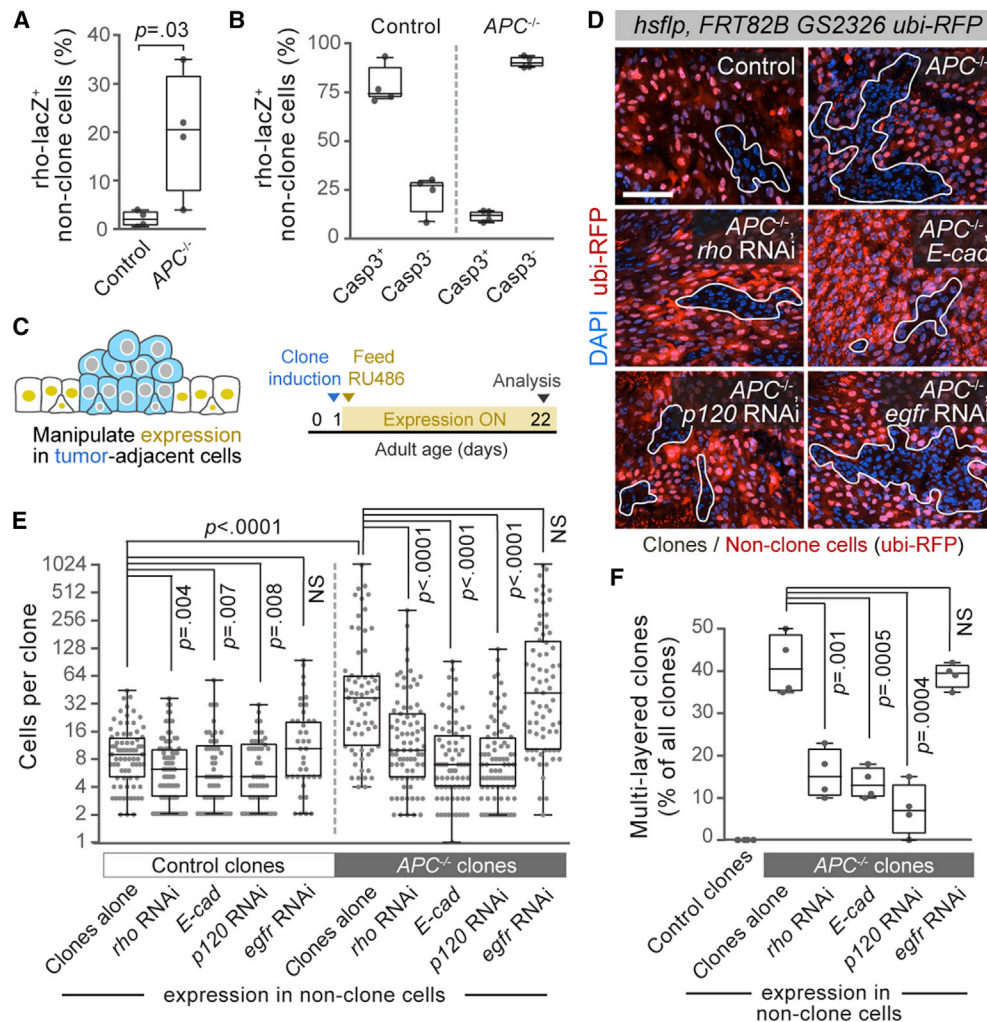 A
p=.03
rho-lacZ+
non-clone cells (%)
40
30
20
10
0
Control
APC-/-
B
Control
APC-/-
rho-lacZ+
non-clone cells (%)
100
75
50
25
0
Casp3+
Casp3-
Casp3+
Casp3-
C
Manipulate expression
in tumor-adjacent cells
Clone
induction
Feed
RU486
Analysis
0
1
Expression ON
22
Adult age (days)
D
hsflp, FRT82B GS2326 ubi-RFP
DAPI ubi-RFP
Control
APC-/-
APC-/-,
rho RNAi
APC-/-,
E-cad
APC-/-,
p120 RNAi
APC-/-,
egfr RNAi
Clones / Non-clone cells (ubi-RFP)
E
p<.0001
p=.004
p=.007
p=.008
NS
p<.0001
p<.0001
p<.0001
NS
Cells per clone
1024
512
256
128
64
32
16
8
4
2
1
Control clones
APC-/- clones
Clones alone
rho RNAi
E-cad
p120 RNAi
egfr RNAi
Clones alone
rho RNAi
E-cad
p120 RNAi
egfr RNAi
expression in non-clone cells
F
p=.001
p=.0005
p=.0004
NS
Multi-layered clones
(% of all clones)
50
40
30
20
10
0
APC-/- clones
Control clones
Clones alone
rho RNAi
E-cad
p120 RNAi
egfr RNAi
expression in
non-clone cells